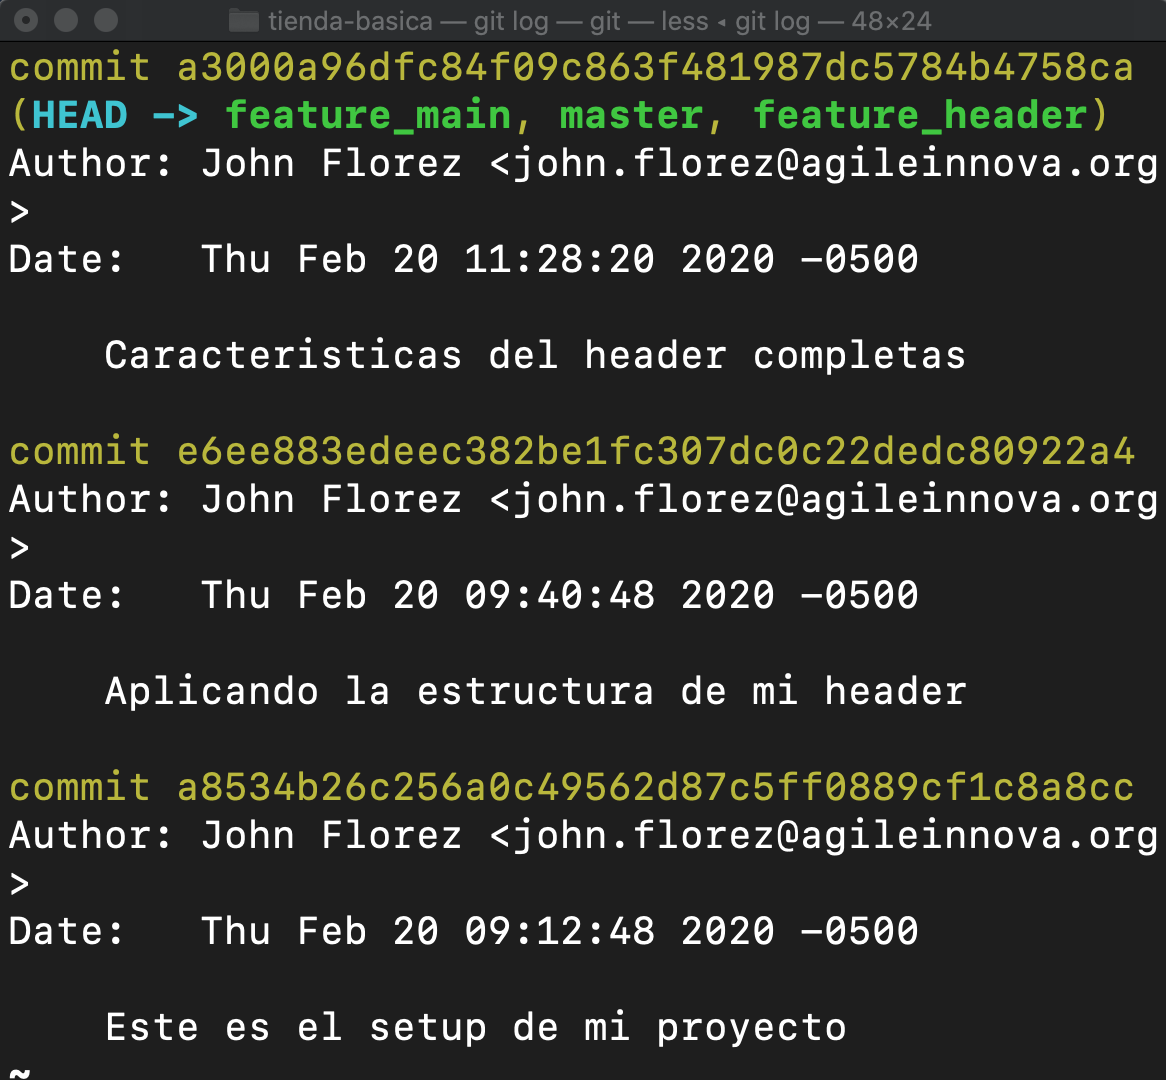 tienda-basica — git log — git — less ◂ git log — 48×24
commit a3000a96dfc84f09c863f481987dc5784b4758ca
(HEAD -> feature_main, master, feature_header)
Author: John Florez <john.florez@agileinnova.org
>
Date:   Thu Feb 20 11:28:20 2020 -0500
Caracteristicas del header completas
commit e6ee883edeec382be1fc307dc0c22dedc80922a4
Author: John Florez <john.florez@agileinnova.org
>
Date:   Thu Feb 20 09:40:48 2020 -0500
Aplicando la estructura de mi header
commit a8534b26c256a0c49562d87c5ff0889cf1c8a8cc
Author: John Florez <john.florez@agileinnova.org
>
Date:   Thu Feb 20 09:12:48 2020 -0500
Este es el setup de mi proyecto
~